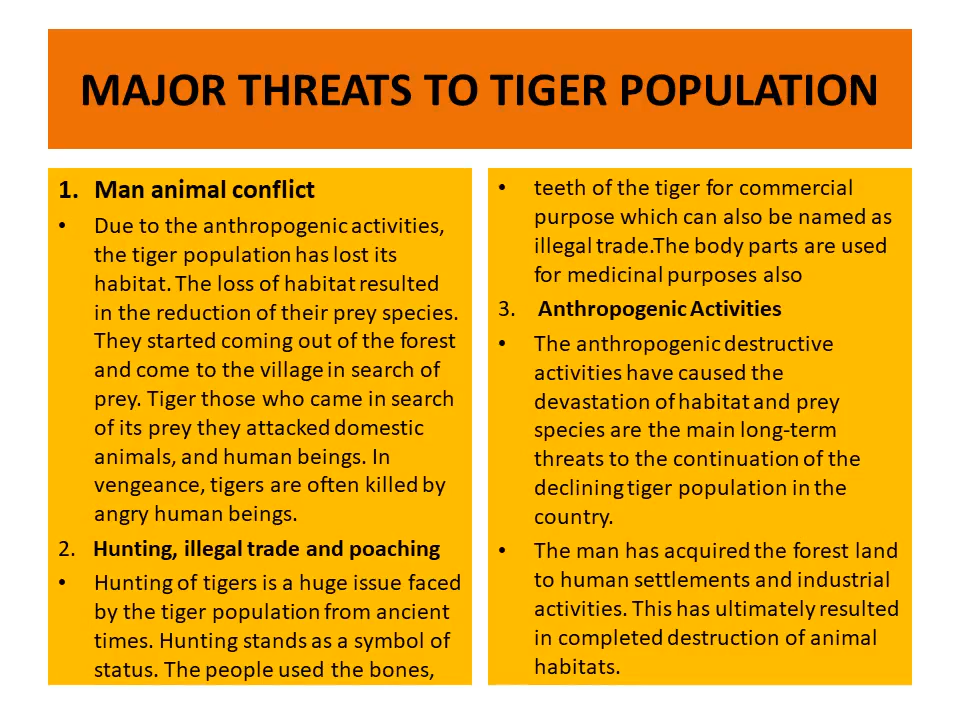 MAJOR THREATS TO TIGER POPULATION
1. Man animal conflict
• Due to the anthropogenic activities,
the tiger population has lost its
habitat. The loss of habitat resulted
in the reduction of their prey species.
They started coming out of the forest
and come to the village in search of
prey. Tiger those who came in search
of its prey they attacked domestic
animals, and human beings. In
vengeance, tigers are often killed by
angry human beings.
2. Hunting, illegal trade and poaching
• Hunting of tigers is a huge issue faced
by the tiger population from ancient
times. Hunting stands as a symbol of
status. The people used the bones,
• teeth of the tiger for commercial
purpose which can also be named as
illegal trade.The body parts are used
for medicinal purposes also
3. Anthropogenic Activities
• The anthropogenic destructive
activities have caused the
devastation of habitat and prey
species are the main long-term
threats to the continuation of the
declining tiger population in the
country.
• The man has acquired the forest land
to human settlements and industrial
activities. This has ultimately resulted
in completed destruction of animal
habitats.